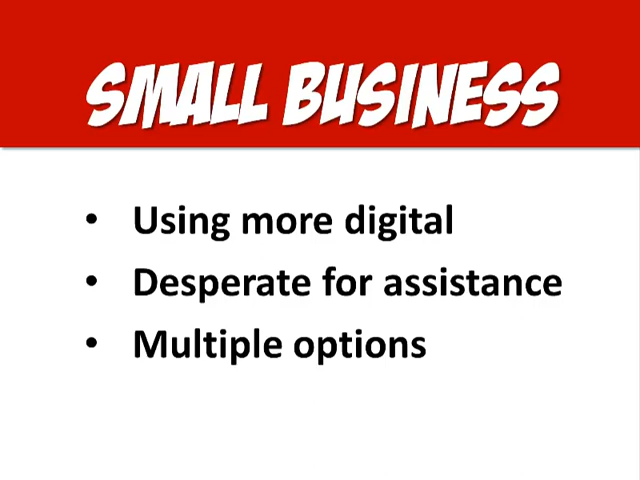 SMALL BUSINESS
• Using more digital
• Desperate for assistance
• Multiple options